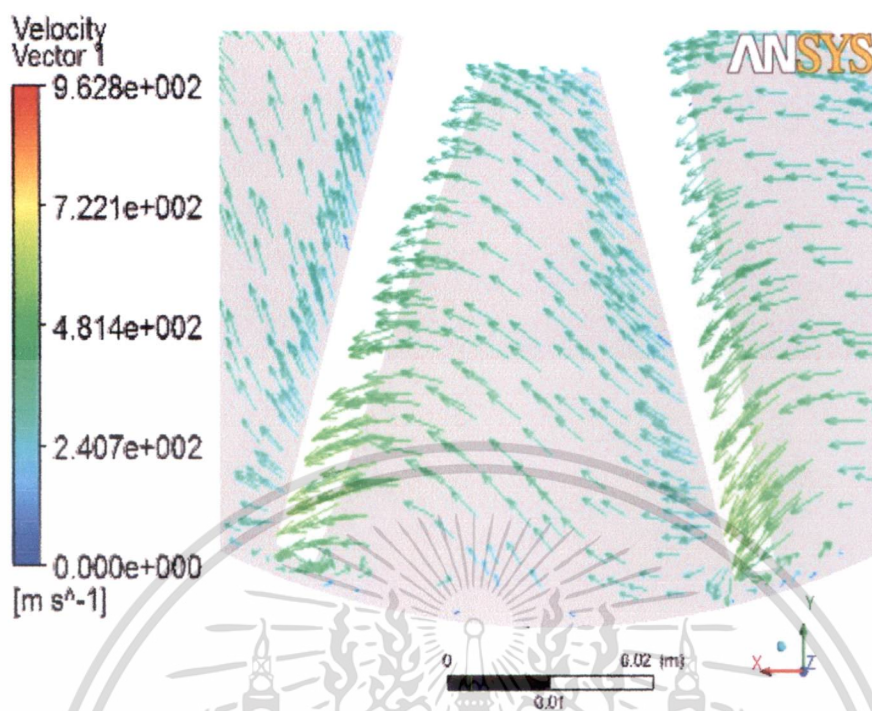 Velocity
Vector 1
ANSYS
9.628e+002
7.221e+002
4.814e+002
2.407e+002
0.000e+000
[m s^-1]
0
0.02 (m)
0.01
Y
X
Z